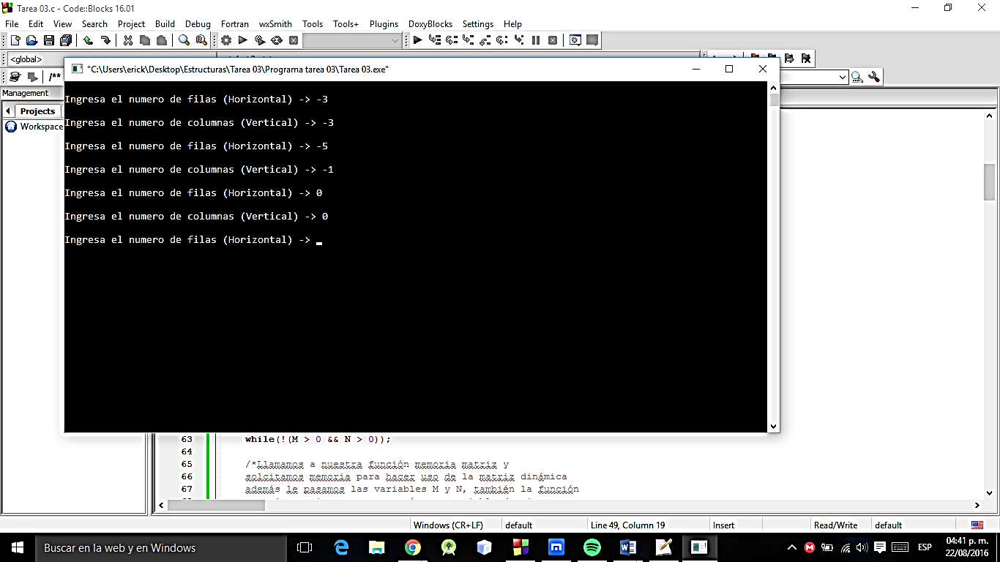 Tarea 03.c - Code::Blocks 16.01
File Edit View Search Project Build Debug Fortran wxSmith Tools Tools+ Plugins DoxyBlocks Settings Help
<global>
/**
"C:\Users\erick\Desktop\Estructuras\Tarea 03\Programa tarea 03\Tarea 03.exe"
Management
Projects
Workspace
Ingresa el numero de filas (Horizontal) -> -3
Ingresa el numero de columnas (Vertical) -> -3
Ingresa el numero de filas (Horizontal) -> -5
Ingresa el numero de columnas (Vertical) -> -1
Ingresa el numero de filas (Horizontal) -> 0
Ingresa el numero de columnas (Vertical) -> 0
Ingresa el numero de filas (Horizontal) ->
63 while(!(M > 0 && N > 0));
64
65 /*Llamamos a nuestra función memoria matriz y
66 solcitamos memoria para hacer uso de la matriz dinámica
67 además le pasamos las variables M y N, también la función
Windows (CR+LF) default Line 49, Column 19 Insert Read/Write default
Buscar en la web y en Windows
ESP
04:41 p. m.
22/08/2016